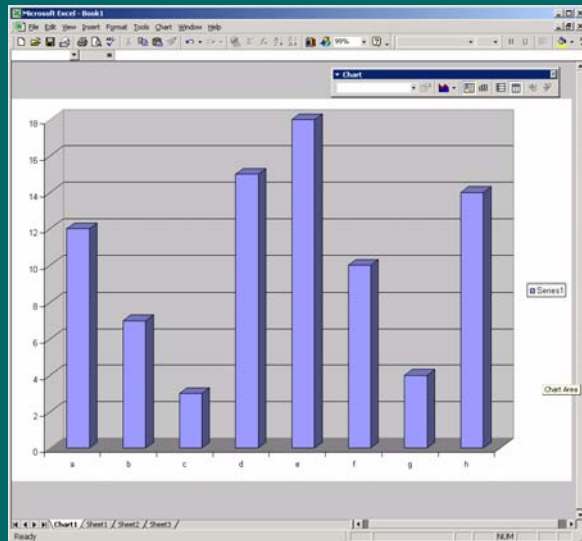 Microsoft Excel - Book1
File Edit View Insert Format Tools Chart Window Help
99%
=
Chart
18
16
14
12
10
8
6
4
2
0
a b c d e f g h
Series1
Chart Area
Chart1 Sheet1 Sheet2 Sheet3
Ready NUM